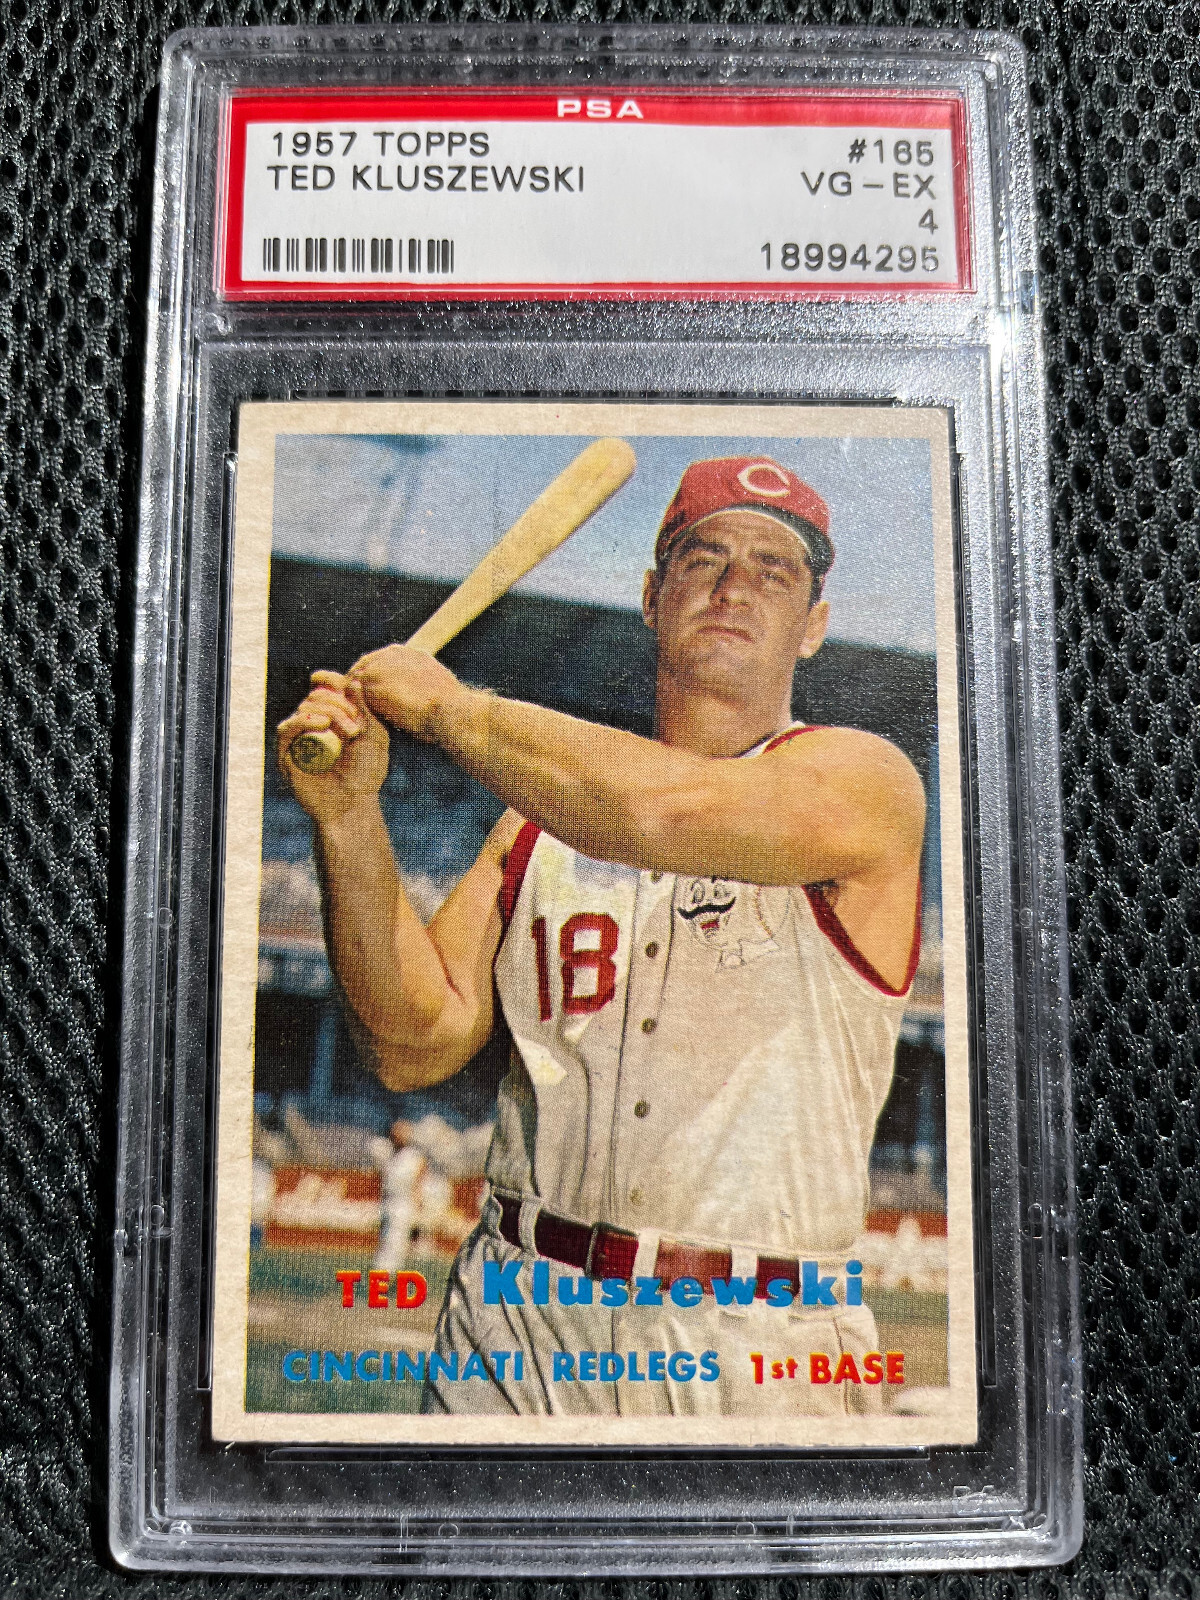 PSA
1957 TOPPS #165
TED KLUSZEWSKI VG-EX
4
18994295
C
18
TED Kluszewski
CINCINNATI REDLEGS 1st BASE